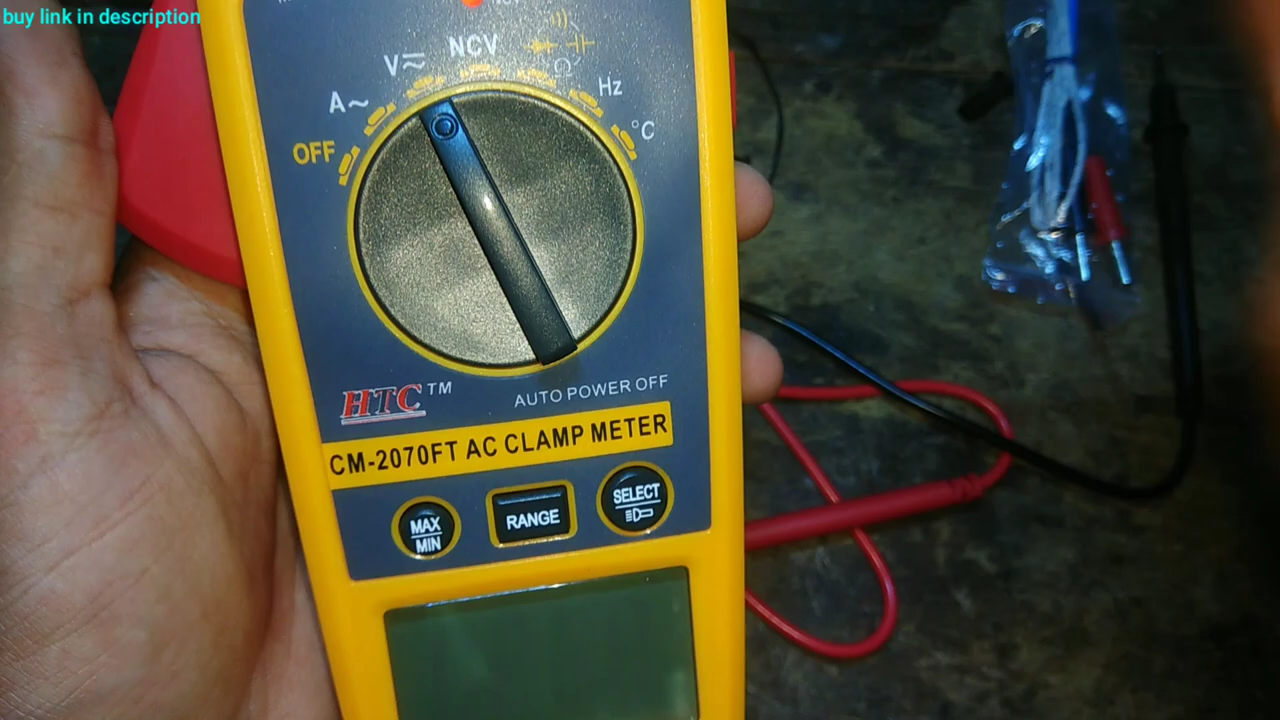 buy link in description
NCV
V
Hz
A~
°C
OFF
Ω
HTC™
AUTO POWER OFF
CM-2070FT AC CLAMP METER
MAX
MIN
RANGE
SELECT